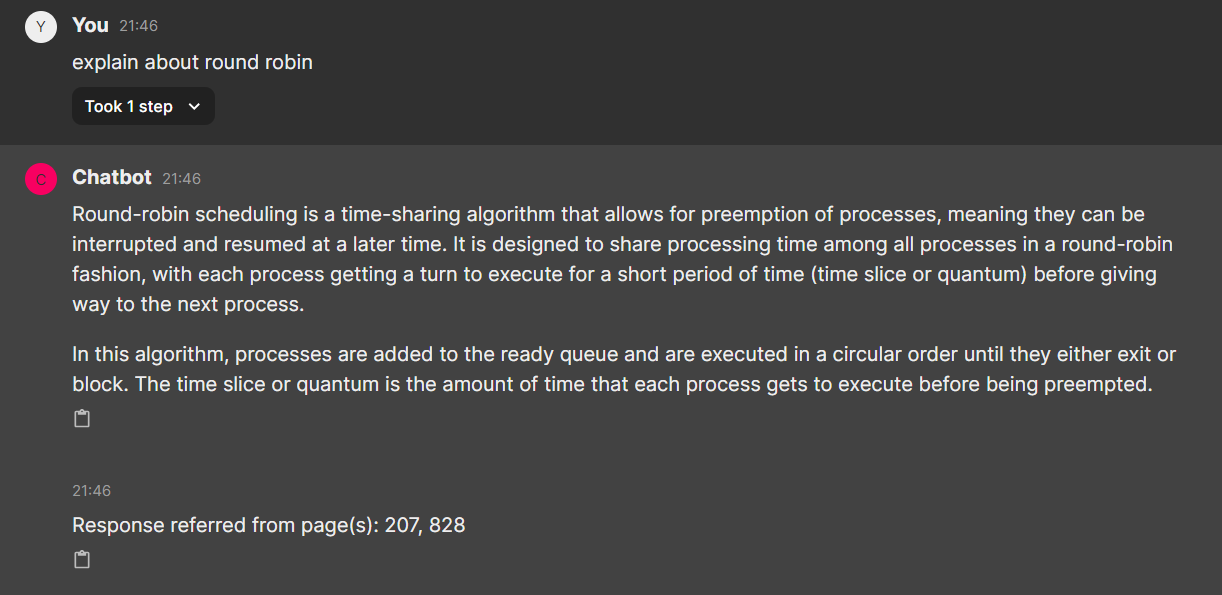 Y
You 21:46
explain about round robin
Took 1 step
C
Chatbot 21:46
Round-robin scheduling is a time-sharing algorithm that allows for preemption of processes, meaning they can be
interrupted and resumed at a later time. It is designed to share processing time among all processes in a round-robin
fashion, with each process getting a turn to execute for a short period of time (time slice or quantum) before giving
way to the next process.
In this algorithm, processes are added to the ready queue and are executed in a circular order until they either exit or
block. The time slice or quantum is the amount of time that each process gets to execute before being preempted.
21:46
Response referred from page(s): 207, 828